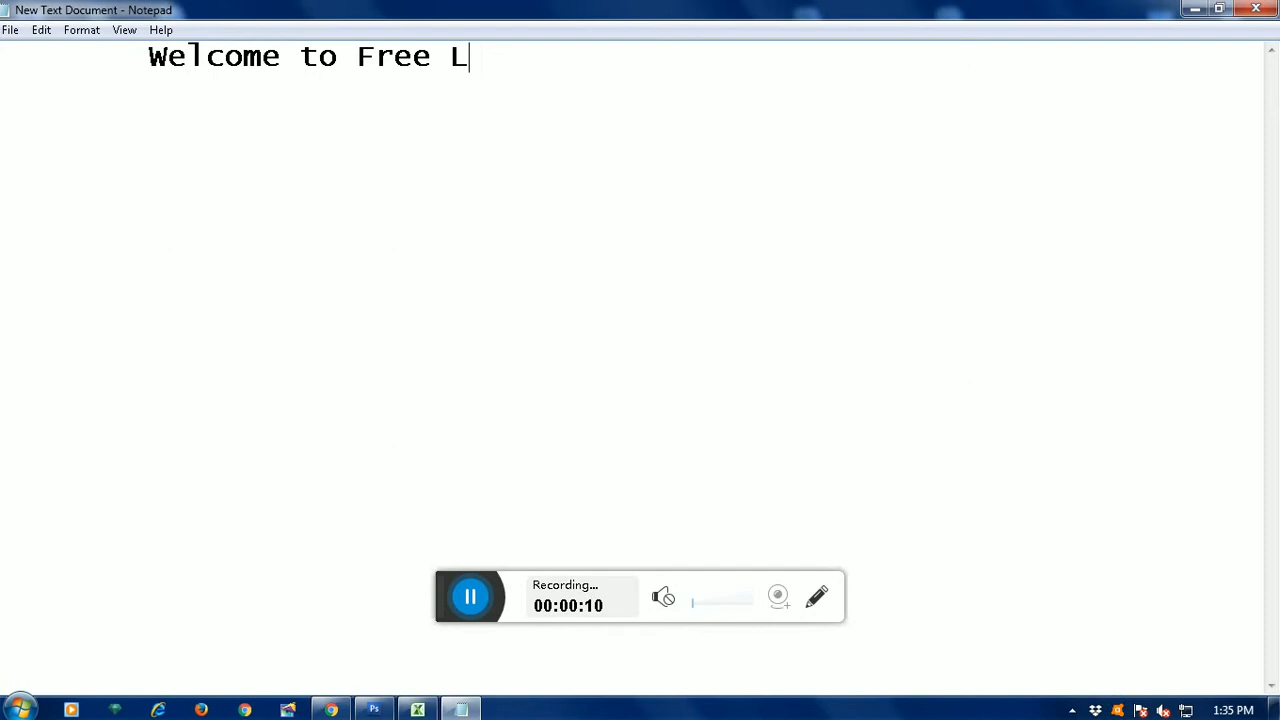 New Text Document - Notepad
File Edit Format View Help
Welcome to Free L
Recording...
00:00:10
Ps
1:35 PM